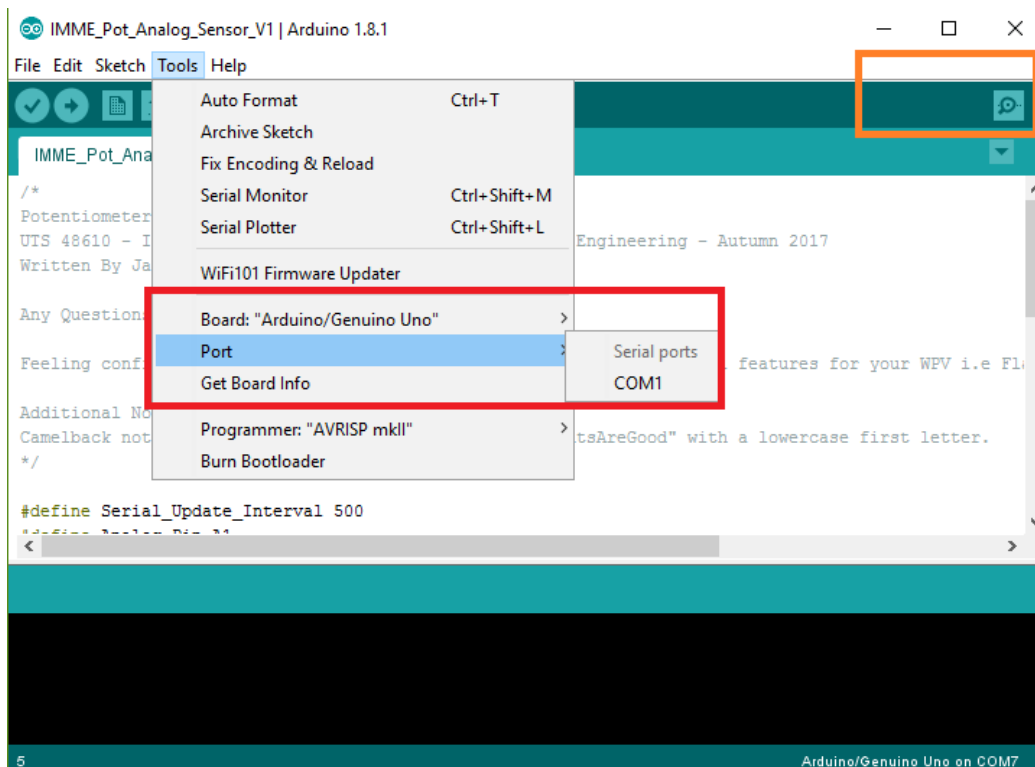 IMME_Pot_Analog_Sensor_V1 | Arduino 1.8.1
File Edit Sketch Tools Help
IMME_Pot_Ana
Auto Format Ctrl+T
Archive Sketch
Fix Encoding & Reload
Serial Monitor Ctrl+Shift+M
Serial Plotter Ctrl+Shift+L
WiFi101 Firmware Updater
Board: "Arduino/Genuino Uno"
Port
Get Board Info
Programmer: "AVRISP mkII"
Burn Bootloader
Serial ports
COM1
/*
Potentiometer
UTS 48610 - I Engineering - Autumn 2017
Written By Ja
Any Question
Feeling conf features for your WPV i.e
Additional No
Camelback not tsAreGood" with a lowercase first letter.
*/
#define Serial_Update_Interval 500
5 Arduino/Genuino Uno on COM7